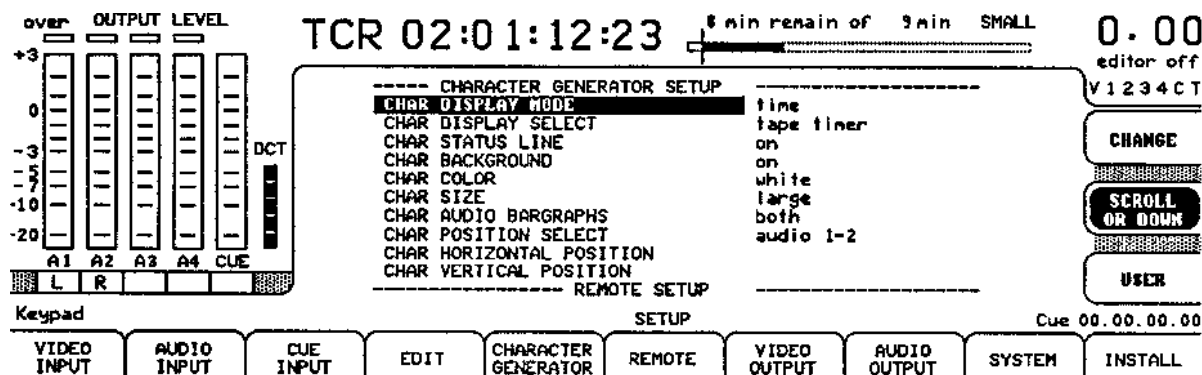 over OUTPUT LEVEL
TCR 02:01:12:23
8 min remain of 9 min SMALL
0.00
editor off
V 1 2 3 4 C T
+3
0
-3
-5
-7
-10
-20
DCT
A1 A2 A3 A4 CUE
L R
----- CHARACTER GENERATOR SETUP --------------------
CHAR DISPLAY MODE time
CHAR DISPLAY SELECT tape timer
CHAR STATUS LINE on
CHAR BACKGROUND on
CHAR COLOR white
CHAR SIZE large
CHAR AUDIO BARGRAPHS both
CHAR POSITION SELECT audio 1-2
CHAR HORIZONTAL POSITION
CHAR VERTICAL POSITION
----------------- REMOTE SETUP --------------------
CHANGE
SCROLL
OR DOWN
USER
Keypad SETUP Cue 00.00.00.00
VIDEO INPUT
AUDIO INPUT
CUE INPUT
EDIT
CHARACTER GENERATOR
REMOTE
VIDEO OUTPUT
AUDIO OUTPUT
SYSTEM
INSTALL